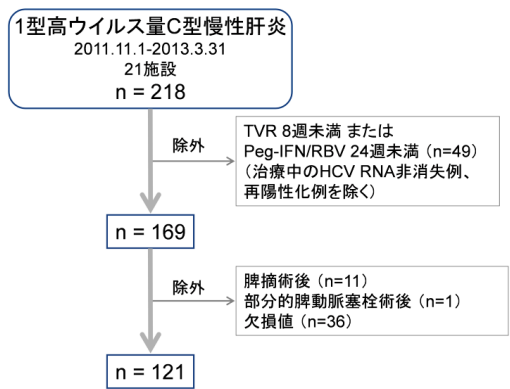 1型高ウイルス量C型慢性肝炎
2011.11.1-2013.3.31
21施設
n = 218
除外
TVR 8週未満 または
Peg-IFN/RBV 24週未満 (n=49)
(治療中のHCV RNA非消失例、
再陽性化例を除く)
n = 169
除外
脾摘術後 (n=11)
部分的脾動脈塞栓術後 (n=1)
欠損値 (n=36)
n = 121